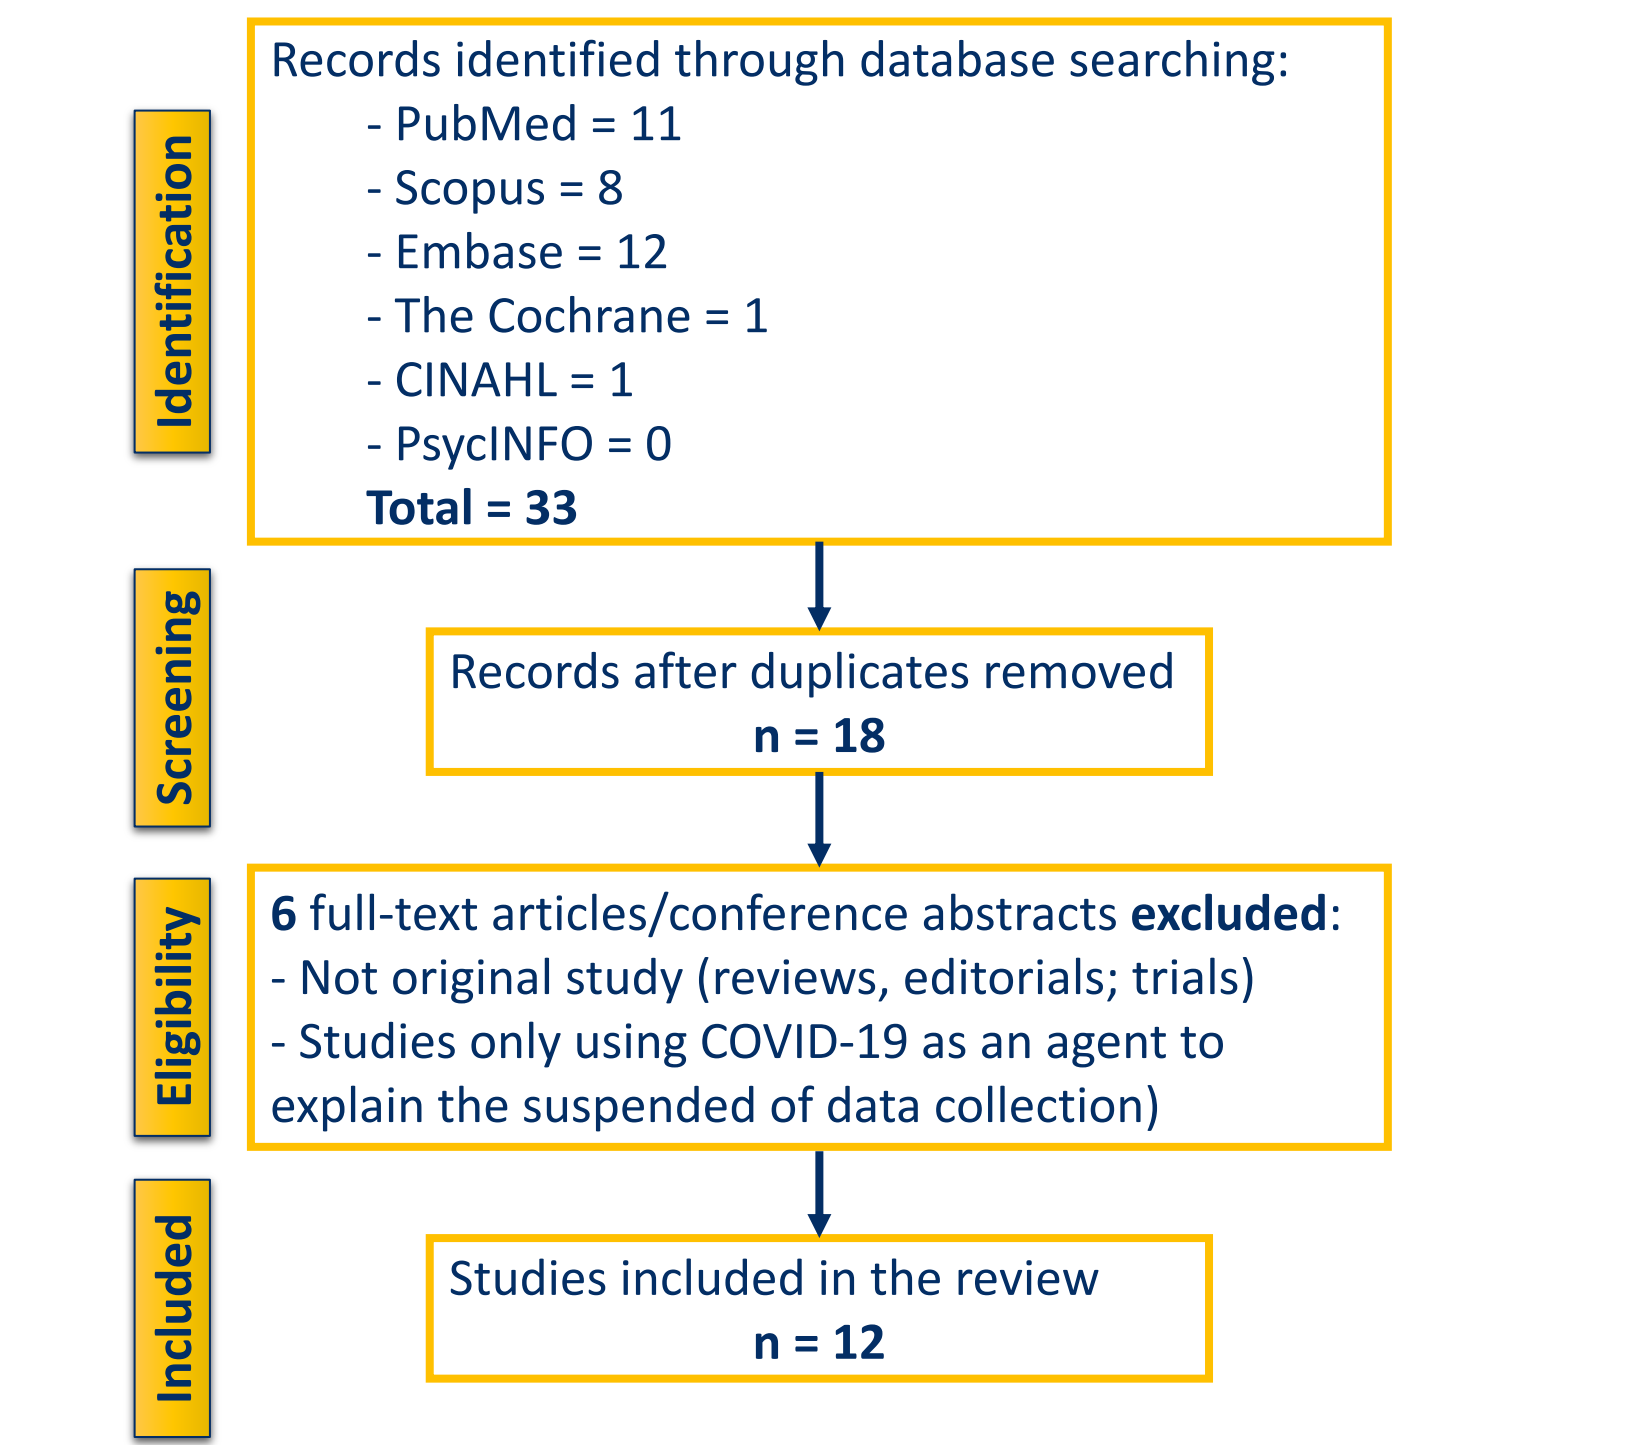 Identification
Records identified through database searching:
- PubMed = 11
- Scopus = 8
- Embase = 12
- The Cochrane = 1
- CINAHL = 1
- PsycINFO = 0
Total = 33
Screening
Records after duplicates removed
n = 18
Eligibility
6 full-text articles/conference abstracts excluded:
- Not original study (reviews, editorials; trials)
- Studies only using COVID-19 as an agent to
explain the suspended of data collection)
Included
Studies included in the review
n = 12